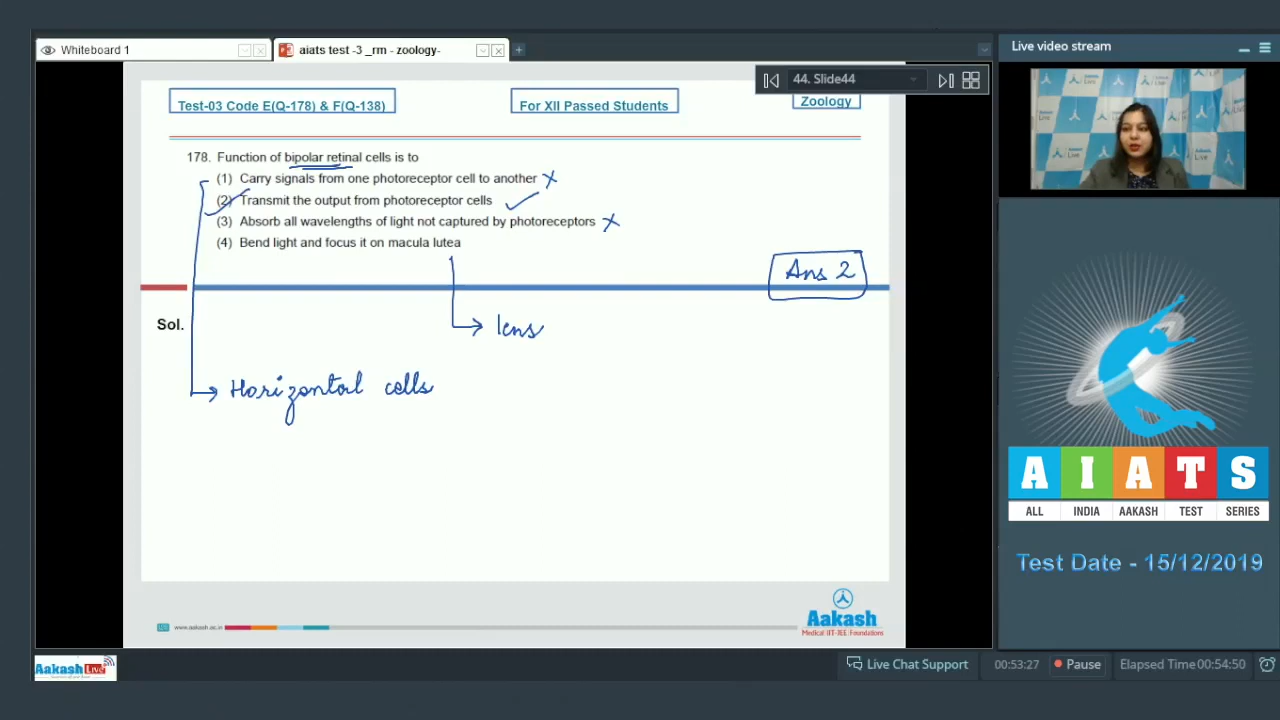 Whiteboard 1
aiats test -3 _rm - zoology-
Live video stream
44. Slide44
Test-03 Code E(Q-178) & F(Q-138)
For XII Passed Students
Zoology
178. Function of bipolar retinal cells is to
(1) Carry signals from one photoreceptor cell to another
(2) Transmit the output from photoreceptor cells
(3) Absorb all wavelengths of light not captured by photoreceptors
(4) Bend light and focus it on macula lutea
Ans 2
Sol.
lens
Horizontal cells
A I A T S
ALL INDIA AAKASH TEST SERIES
Test Date - 15/12/2019
www.aakash.ac.in
Aakash
Medical IIT-JEE Foundations
Aakash Live
Live Chat Support
00:53:27
Pause
Elapsed Time 00:54:50